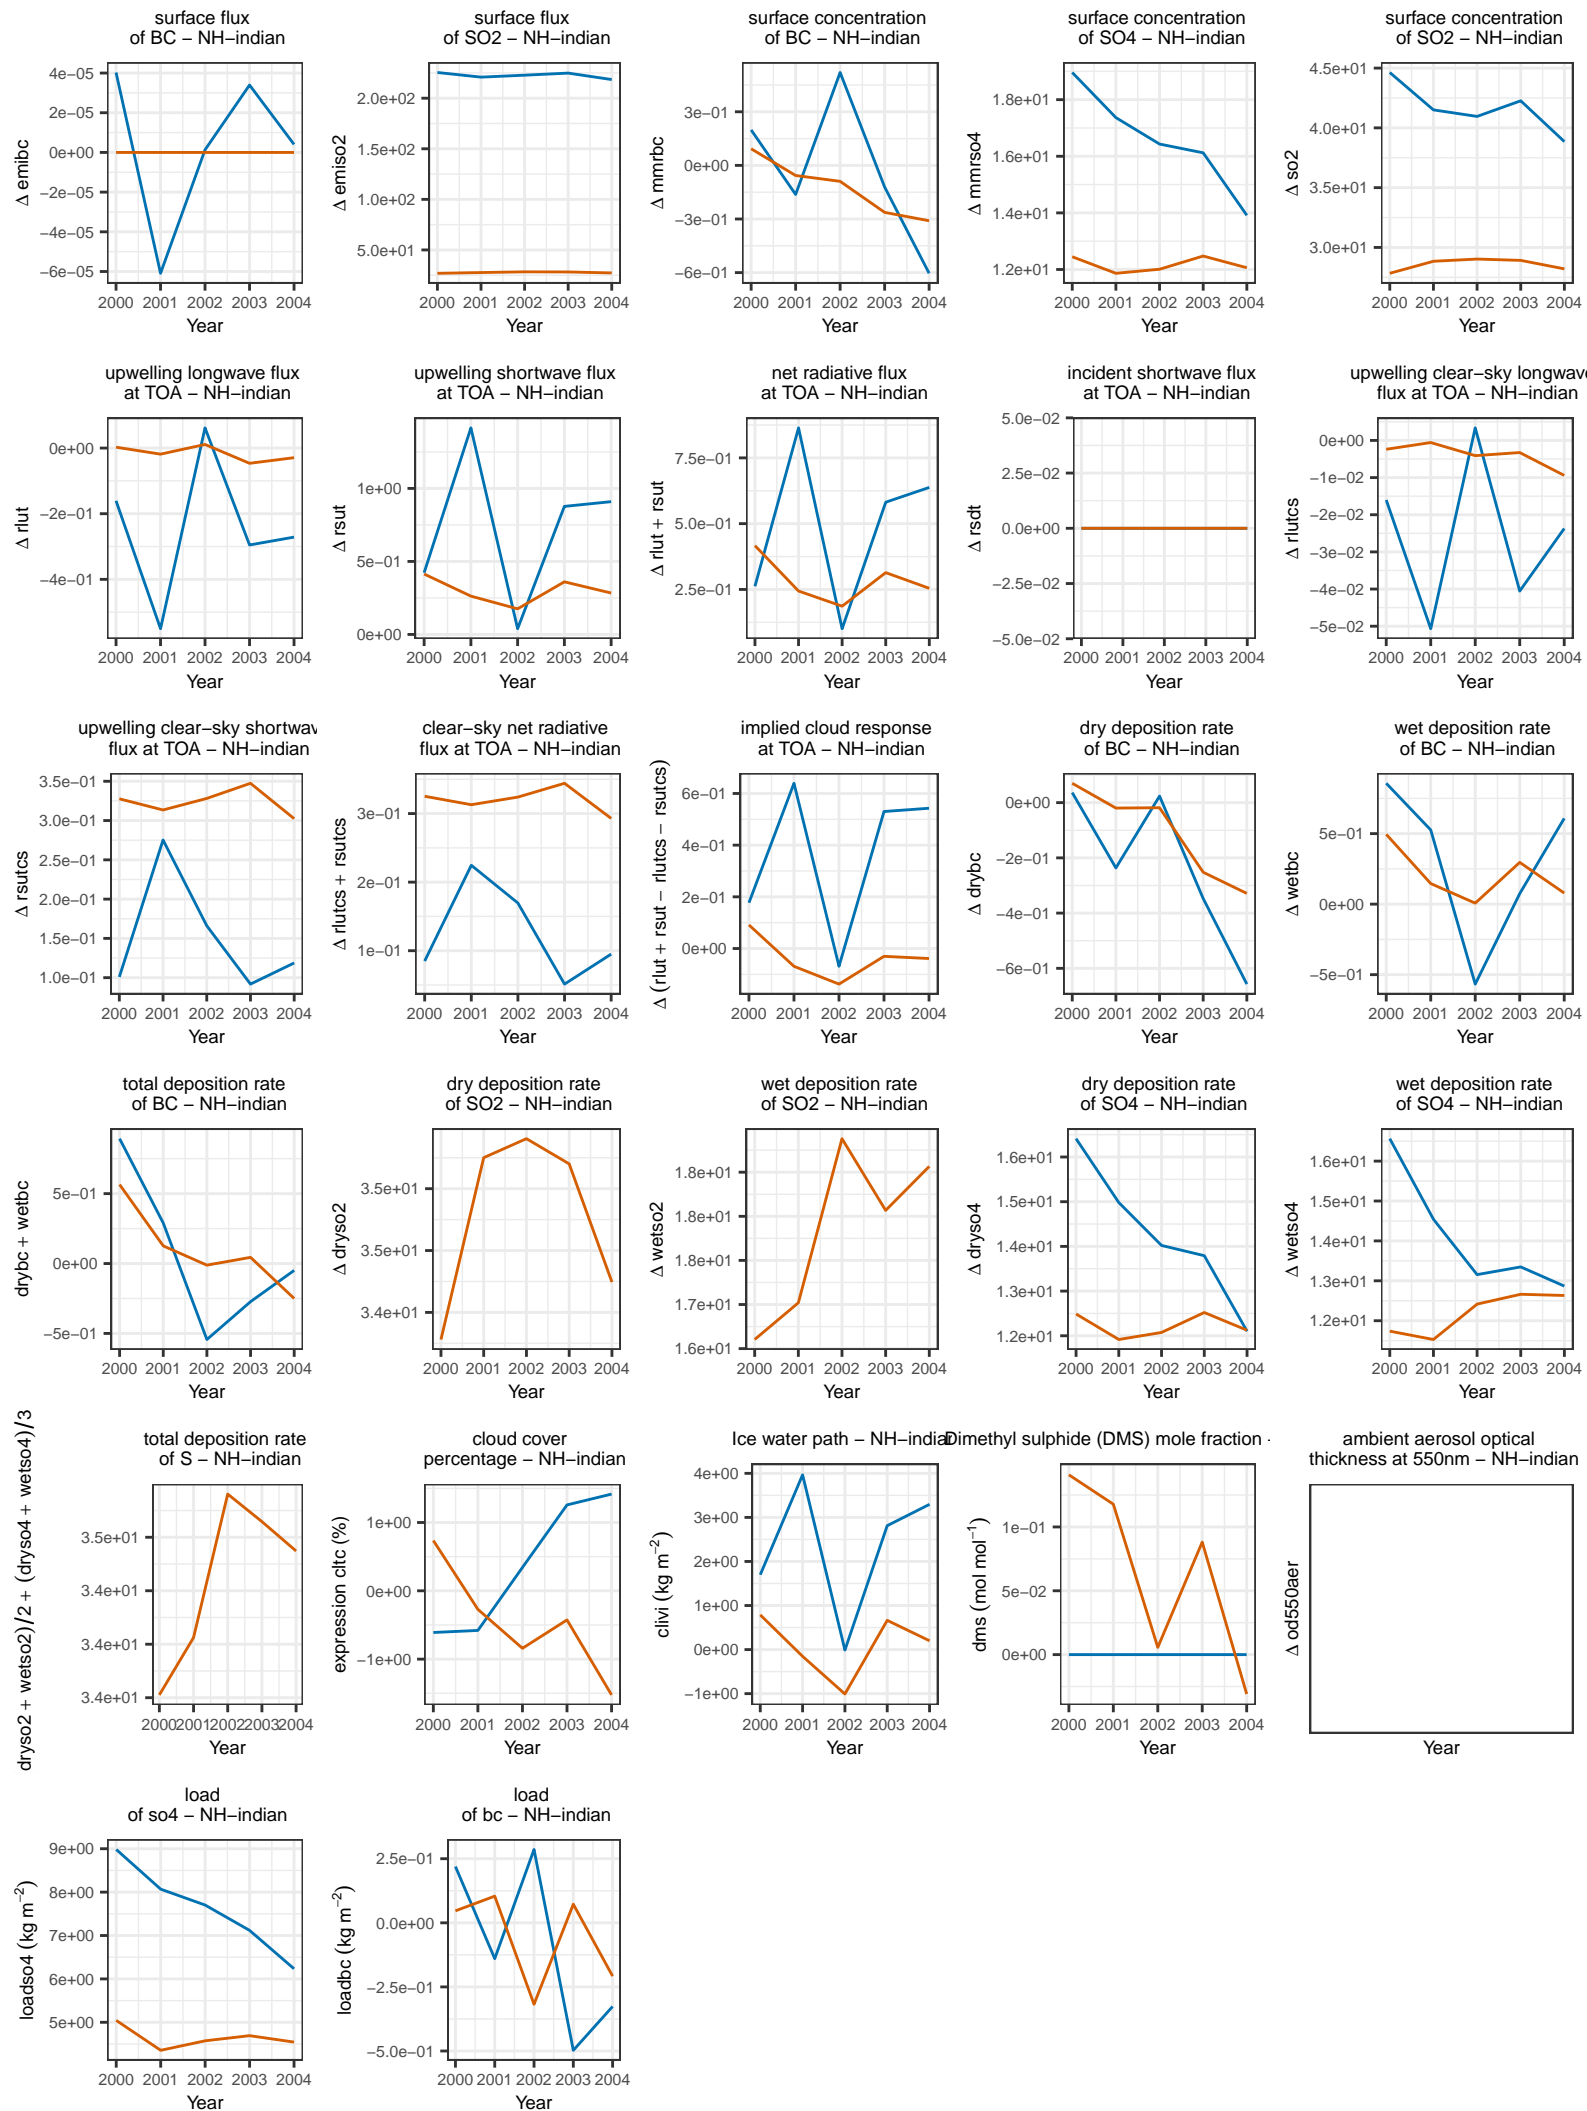 surface flux
of BC − NH−indian
Δ emibc
4e−05
2e−05
0e+00
−2e−05
−4e−05
−6e−05
2000 2001 2002 2003 2004
Year
surface flux
of SO2 − NH−indian
Δ emiso2
2.0e+02
1.5e+02
1.0e+02
5.0e+01
2000 2001 2002 2003 2004
Year
surface concentration
of BC − NH−indian
Δ mmrbc
3e−01
0e+00
−3e−01
−6e−01
2000 2001 2002 2003 2004
Year
surface concentration
of SO4 − NH−indian
Δ mmrso4
1.8e+01
1.6e+01
1.4e+01
1.2e+01
2000 2001 2002 2003 2004
Year
surface concentration
of SO2 − NH−indian
Δ so2
4.5e+01
4.0e+01
3.5e+01
3.0e+01
2000 2001 2002 2003 2004
Year
upwelling longwave flux
at TOA − NH−indian
Δ rlut
0e+00
−2e−01
−4e−01
2000 2001 2002 2003 2004
Year
upwelling shortwave flux
at TOA − NH−indian
Δ rsut
1e+00
5e−01
0e+00
2000 2001 2002 2003 2004
Year
net radiative flux
at TOA − NH−indian
Δ rlut + rsut
7.5e−01
5.0e−01
2.5e−01
2000 2001 2002 2003 2004
Year
incident shortwave flux
at TOA − NH−indian
Δ rsdt
5.0e−02
2.5e−02
0.0e+00
−2.5e−02
−5.0e−02
2000 2001 2002 2003 2004
Year
upwelling clear−sky longwave
flux at TOA − NH−indian
Δ rlutcs
0e+00
−1e−02
−2e−02
−3e−02
−4e−02
−5e−02
2000 2001 2002 2003 2004
Year
upwelling clear−sky shortwav
flux at TOA − NH−indian
Δ rsutcs
3.5e−01
3.0e−01
2.5e−01
2.0e−01
1.5e−01
1.0e−01
2000 2001 2002 2003 2004
Year
clear−sky net radiative
flux at TOA − NH−indian
Δ rlutcs + rsutcs
3e−01
2e−01
1e−01
2000 2001 2002 2003 2004
Year
implied cloud response
at TOA − NH−indian
Δ (rlut + rsut − rlutcs − rsutcs)
6e−01
4e−01
2e−01
0e+00
2000 2001 2002 2003 2004
Year
dry deposition rate
of BC − NH−indian
Δ drybc
0e+00
−2e−01
−4e−01
−6e−01
2000 2001 2002 2003 2004
Year
wet deposition rate
of BC − NH−indian
Δ wetbc
5e−01
0e+00
−5e−01
2000 2001 2002 2003 2004
Year
total deposition rate
of BC − NH−indian
drybc + wetbc
5e−01
0e+00
−5e−01
2000 2001 2002 2003 2004
Year
dry deposition rate
of SO2 − NH−indian
Δ dryso2
3.5e+01
3.5e+01
3.4e+01
2000 2001 2002 2003 2004
Year
wet deposition rate
of SO2 − NH−indian
Δ wetso2
1.8e+01
1.8e+01
1.8e+01
1.7e+01
1.6e+01
2000 2001 2002 2003 2004
Year
dry deposition rate
of SO4 − NH−indian
Δ dryso4
1.6e+01
1.5e+01
1.4e+01
1.3e+01
1.2e+01
2000 2001 2002 2003 2004
Year
wet deposition rate
of SO4 − NH−indian
Δ wetso4
1.6e+01
1.5e+01
1.4e+01
1.3e+01
1.2e+01
2000 2001 2002 2003 2004
Year
total deposition rate
of S − NH−indian
dryso2 + wetso2)/2 + (dryso4 + wetso4)/3
3.5e+01
3.4e+01
3.4e+01
3.4e+01
2000 2001 2002 2003 2004
Year
cloud cover
percentage − NH−indian
expression cltc (%)
1e+00
0e+00
−1e+00
2000 2001 2002 2003 2004
Year
Ice water path − NH−indian
clivi (kg m⁻²)
4e+00
3e+00
2e+00
1e+00
0e+00
−1e+00
2000 2001 2002 2003 2004
Year
Dimethyl sulphide (DMS) mole fraction -
dms (mol mol⁻¹)
1e−01
5e−02
0e+00
2000 2001 2002 2003 2004
Year
ambient aerosol optical
thickness at 550nm − NH−indian
Δ od550aer
Year
load
of so4 − NH−indian
loadso4 (kg m⁻²)
9e+00
8e+00
7e+00
6e+00
5e+00
2000 2001 2002 2003 2004
Year
load
of bc − NH−indian
loadbc (kg m⁻²)
2.5e−01
0.0e+00
−2.5e−01
−5.0e−01
2000 2001 2002 2003 2004
Year